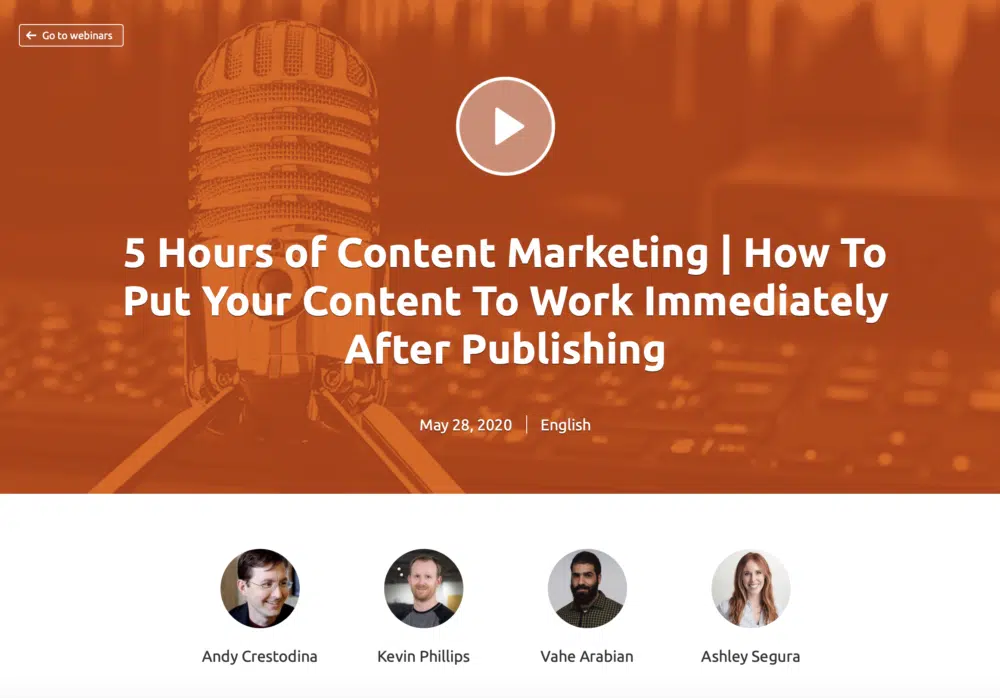 Go to webinars
5 Hours of Content Marketing | How To
Put Your Content To Work Immediately
After Publishing
May 28, 2020 | English
Andy Crestodina Kevin Phillips Vahe Arabian Ashley Segura